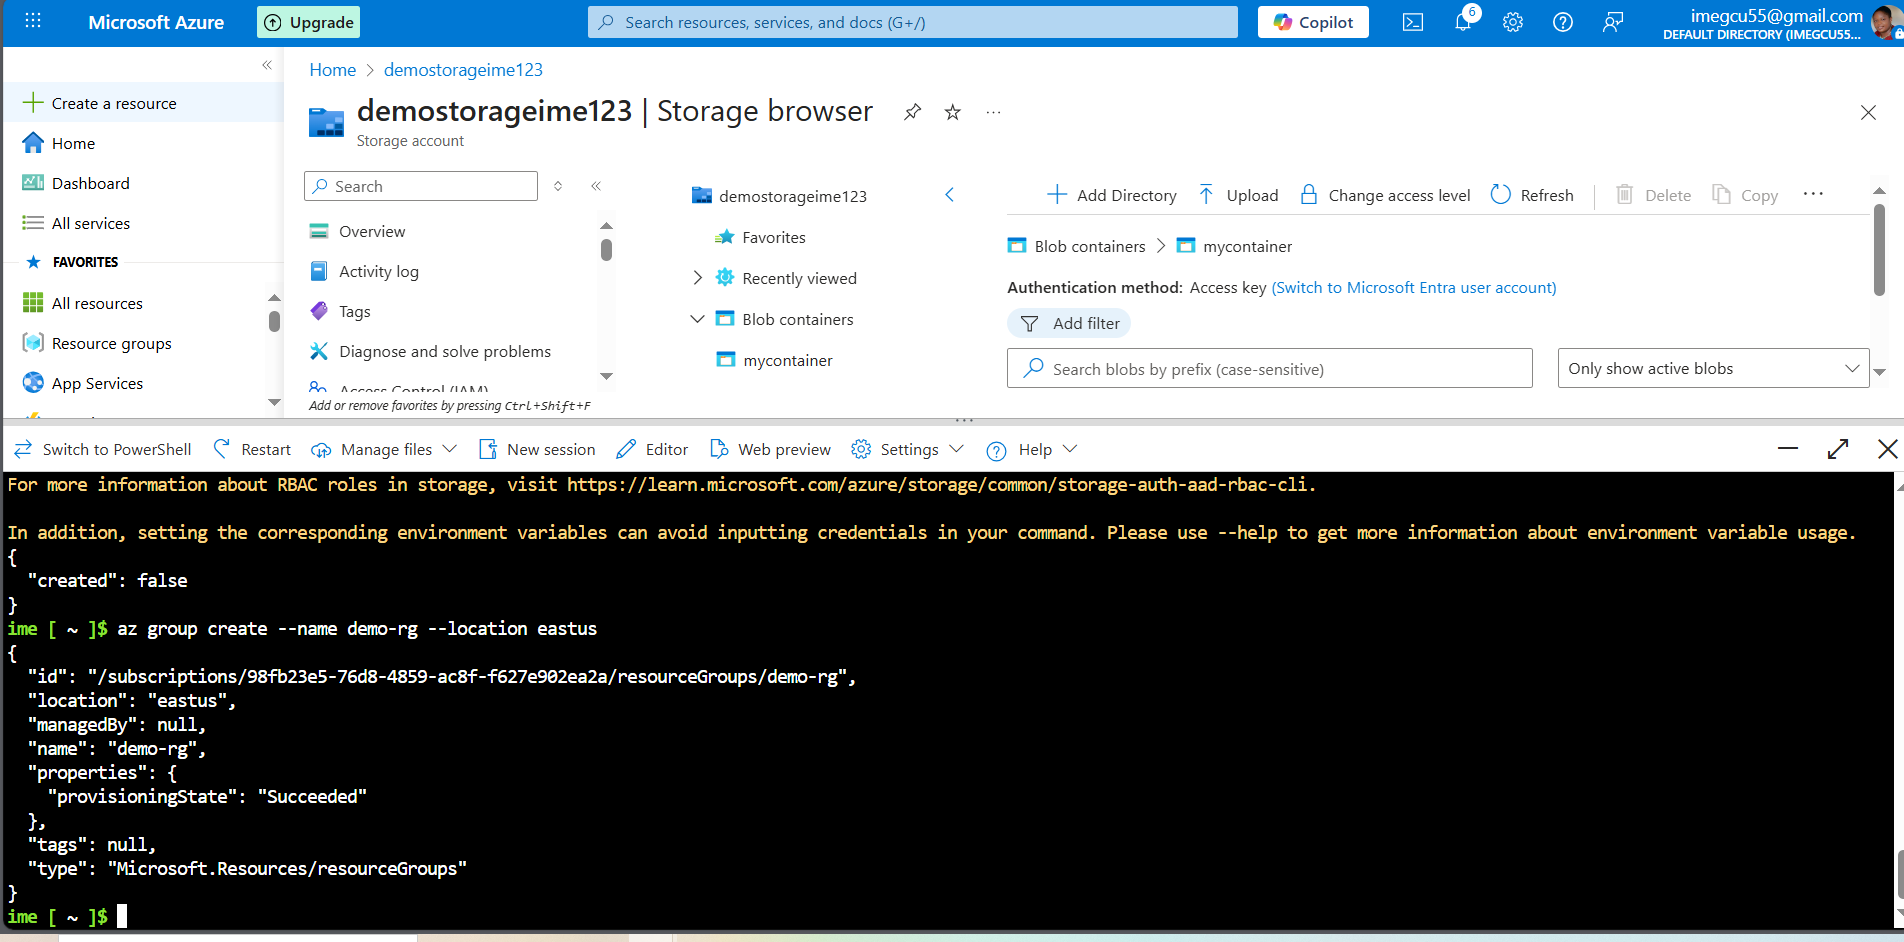 Microsoft Azure
Upgrade
Search resources, services, and docs (G+/)
Copilot
6
imegcu55@gmail.com
DEFAULT DIRECTORY (IMEGCU55...
Create a resource
Home
Dashboard
All services
FAVORITES
All resources
Resource groups
App Services
Home > demostorageime123
demostorageime123 | Storage browser
Storage account
Search
Overview
Activity log
Tags
Diagnose and solve problems
Access Control (IAM)
Add or remove favorites by pressing Ctrl+Shift+F
demostorageime123
Favorites
Recently viewed
Blob containers
mycontainer
Add Directory
Upload
Change access level
Refresh
Delete
Copy
Blob containers > mycontainer
Authentication method: Access key (Switch to Microsoft Entra user account)
Add filter
Search blobs by prefix (case-sensitive)
Only show active blobs
Switch to PowerShell
Restart
Manage files
New session
Editor
Web preview
Settings
Help
For more information about RBAC roles in storage, visit https://learn.microsoft.com/azure/storage/common/storage-auth-aad-rbac-cli.
In addition, setting the corresponding environment variables can avoid inputting credentials in your command. Please use --help to get more information about environment variable usage.
{
"created": false
}
ime [ ~ ]$ az group create --name demo-rg --location eastus
{
"id": "/subscriptions/98fb23e5-76d8-4859-ac8f-f627e902ea2a/resourceGroups/demo-rg",
"location": "eastus",
"managedBy": null,
"name": "demo-rg",
"properties": {
"provisioningState": "Succeeded"
},
"tags": null,
"type": "Microsoft.Resources/resourceGroups"
}
ime [ ~ ]$